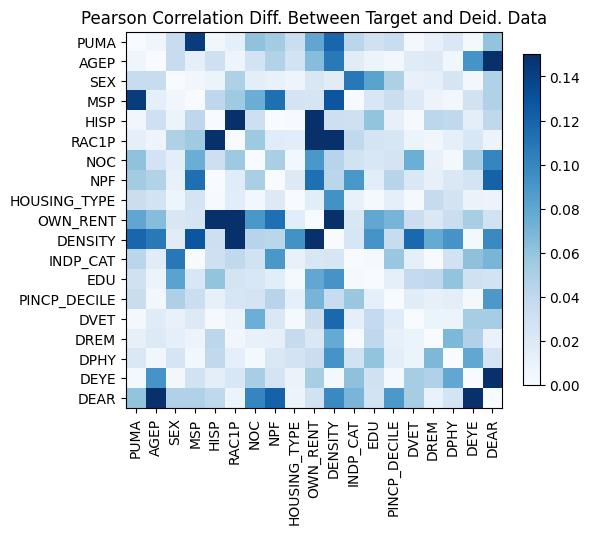 Pearson Correlation Diff. Between Target and Deid. Data
PUMA
AGEP
SEX
MSP
HISP
RAC1P
NOC
NPF
HOUSING_TYPE
OWN_RENT
DENSITY
INDP_CAT
EDU
PINCP_DECILE
DVET
DREM
DPHY
DEYE
DEAR
PUMA
AGEP
SEX
MSP
HISP
RAC1P
NOC
NPF
HOUSING_TYPE
OWN_RENT
DENSITY
INDP_CAT
EDU
PINCP_DECILE
DVET
DREM
DPHY
DEYE
DEAR
0.14
0.12
0.10
0.08
0.06
0.04
0.02
0.00